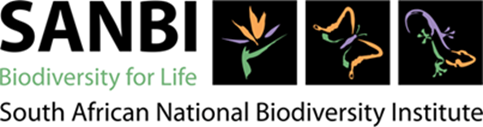 SANBI
Biodiversity for Life
South African National Biodiversity Institute